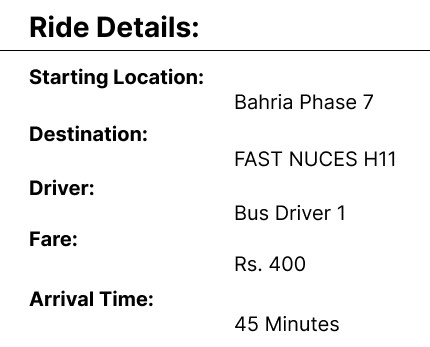 Ride Details:
Starting Location:
Bahria Phase 7
Destination:
FAST NUCES H11
Driver:
Bus Driver 1
Fare:
Rs. 400
Arrival Time:
45 Minutes